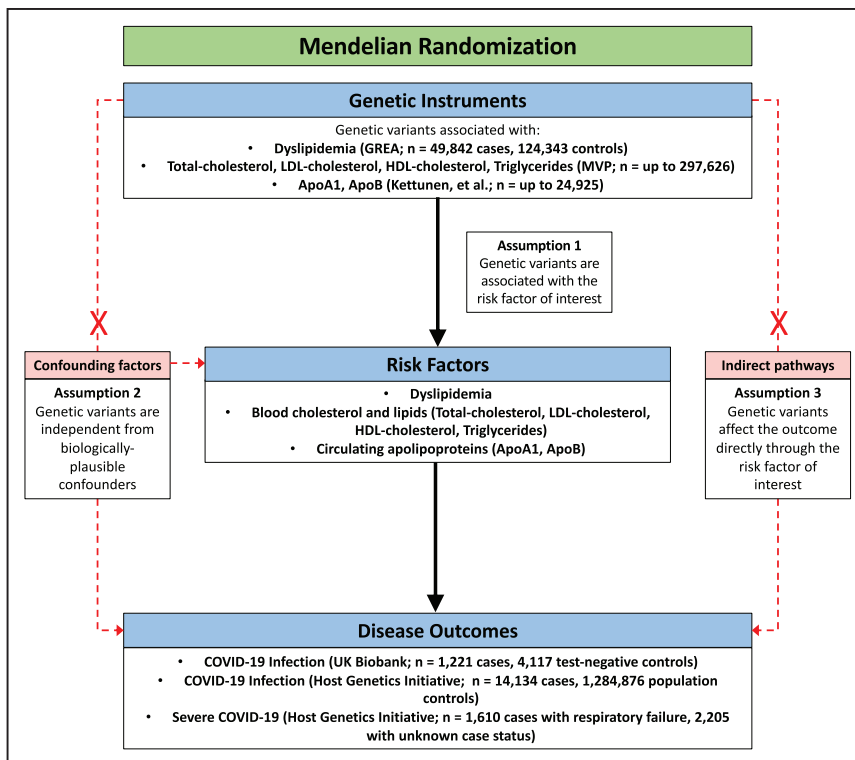 Mendelian Randomization
Genetic Instruments
Genetic variants associated with:
• Dyslipidemia (GREA; n = 49,842 cases, 124,343 controls)
• Total-cholesterol, LDL-cholesterol, HDL-cholesterol, Triglycerides (MVP; n = up to 297,626)
• ApoA1, ApoB (Kettunen, et al.; n = up to 24,925)
Assumption 1
Genetic variants are
associated with the
risk factor of interest
X
X
Confounding factors
Assumption 2
Genetic variants are
independent from
biologically-
plausible
confounders
Risk Factors
• Dyslipidemia
• Blood cholesterol and lipids (Total-cholesterol, LDL-cholesterol,
HDL-cholesterol, Triglycerides)
• Circulating apolipoproteins (ApoA1, ApoB)
Indirect pathways
Assumption 3
Genetic variants
affect the outcome
directly through the
risk factor of
interest
Disease Outcomes
• COVID-19 Infection (UK Biobank; n = 1,221 cases, 4,117 test-negative controls)
• COVID-19 Infection (Host Genetics Initiative; n = 14,134 cases, 1,284,876 population
controls)
• Severe COVID-19 (Host Genetics Initiative; n = 1,610 cases with respiratory failure, 2,205
with unknown case status)